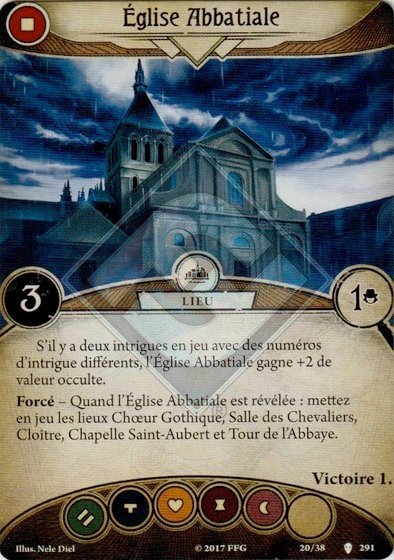 Église Abbatiale
3
LIEU
1
S'il y a deux intrigues en jeu avec des numéros
d'intrigue différents, l'Église Abbatiale gagne +2 de
valeur occulte.
Forcé – Quand l'Église Abbatiale est révélée : mettez
en jeu les lieux Chœur Gothique, Salle des Chevaliers,
Cloître, Chapelle Saint-Aubert et Tour de l'Abbaye.
Victoire 1.
Illus. Nele Diel
© 2017 FFG
20/38
291